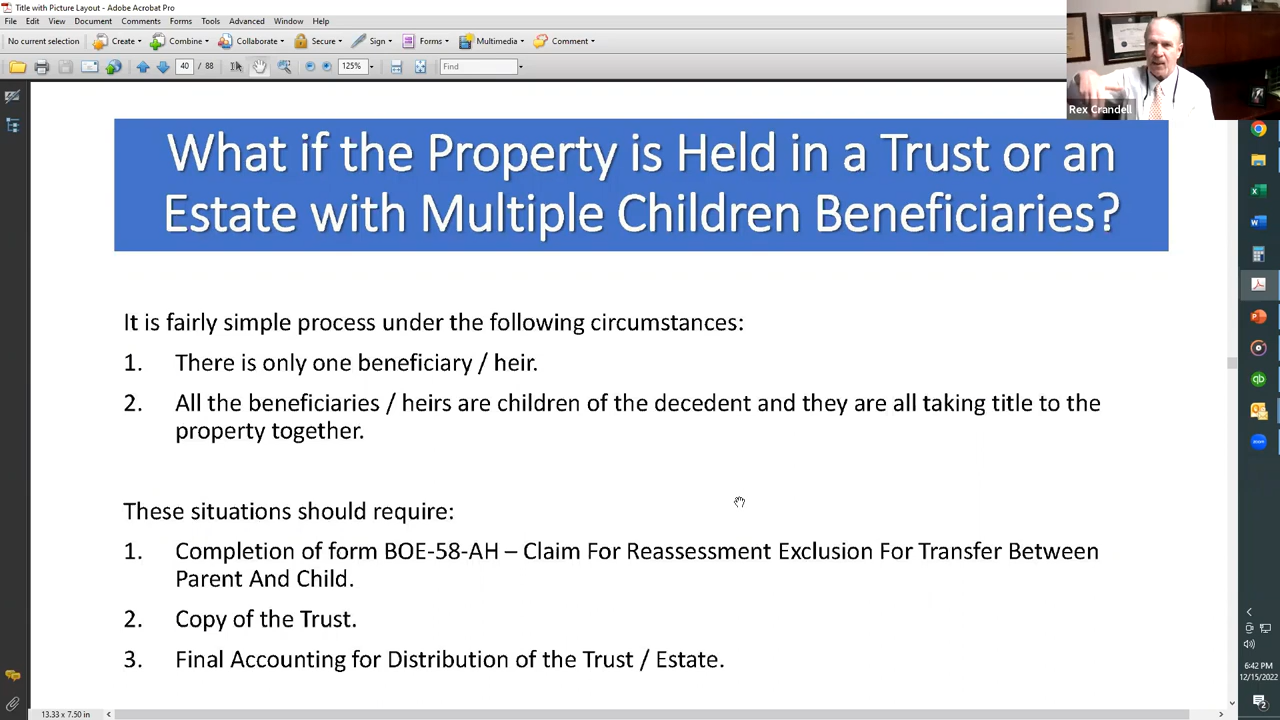 Title with Picture Layout - Adobe Acrobat Pro
File Edit View Document Comments Forms Tools Advanced Window Help
No current selection Create Combine Collaborate Secure Sign Forms Multimedia Comment
40 / 88 125% Find
Rex Crandell
What if the Property is Held in a Trust or an
Estate with Multiple Children Beneficiaries?
It is fairly simple process under the following circumstances:
1. There is only one beneficiary / heir.
2. All the beneficiaries / heirs are children of the decedent and they are all taking title to the
property together.
These situations should require:
1. Completion of form BOE-58-AH – Claim For Reassessment Exclusion For Transfer Between
Parent And Child.
2. Copy of the Trust.
3. Final Accounting for Distribution of the Trust / Estate.
13.33 x 7.50 in
6:42 PM
12/15/2022
2